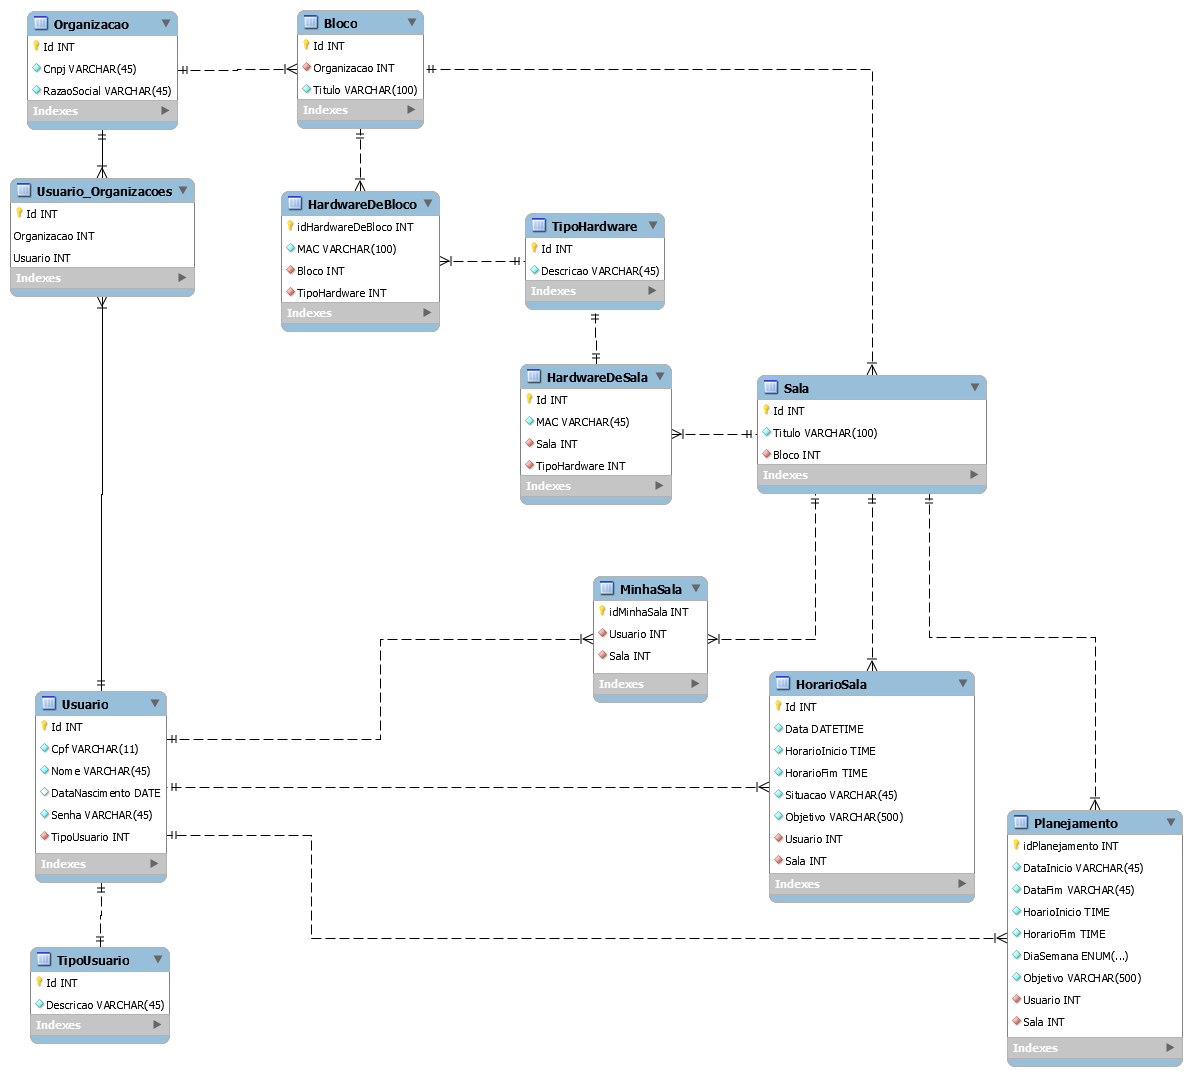 Organizacao
Id INT
Cnpj VARCHAR(45)
RazaoSocial VARCHAR(45)
Indexes
Bloco
Id INT
Organizacao INT
Titulo VARCHAR(100)
Indexes
Usuario_Organizacoes
Id INT
Organizacao INT
Usuario INT
Indexes
HardwareDeBloco
idHardwareDeBloco INT
MAC VARCHAR(100)
Bloco INT
TipoHardware INT
Indexes
TipoHardware
Id INT
Descricao VARCHAR(45)
Indexes
HardwareDeSala
Id INT
MAC VARCHAR(45)
Sala INT
TipoHardware INT
Indexes
Sala
Id INT
Titulo VARCHAR(100)
Bloco INT
Indexes
MinhaSala
idMinhaSala INT
Usuario INT
Sala INT
Indexes
HorarioSala
Id INT
Data DATETIME
HorarioInicio TIME
HorarioFim TIME
Situacao VARCHAR(45)
Objetivo VARCHAR(500)
Usuario INT
Sala INT
Indexes
Usuario
Id INT
Cpf VARCHAR(11)
Nome VARCHAR(45)
DataNascimento DATE
Senha VARCHAR(45)
TipoUsuario INT
Indexes
Planejamento
idPlanejamento INT
DataInicio VARCHAR(45)
DataFim VARCHAR(45)
HoarioInicio TIME
HorarioFim TIME
DiaSemana ENUM(...)
Objetivo VARCHAR(500)
Usuario INT
Sala INT
Indexes
TipoUsuario
Id INT
Descricao VARCHAR(45)
Indexes